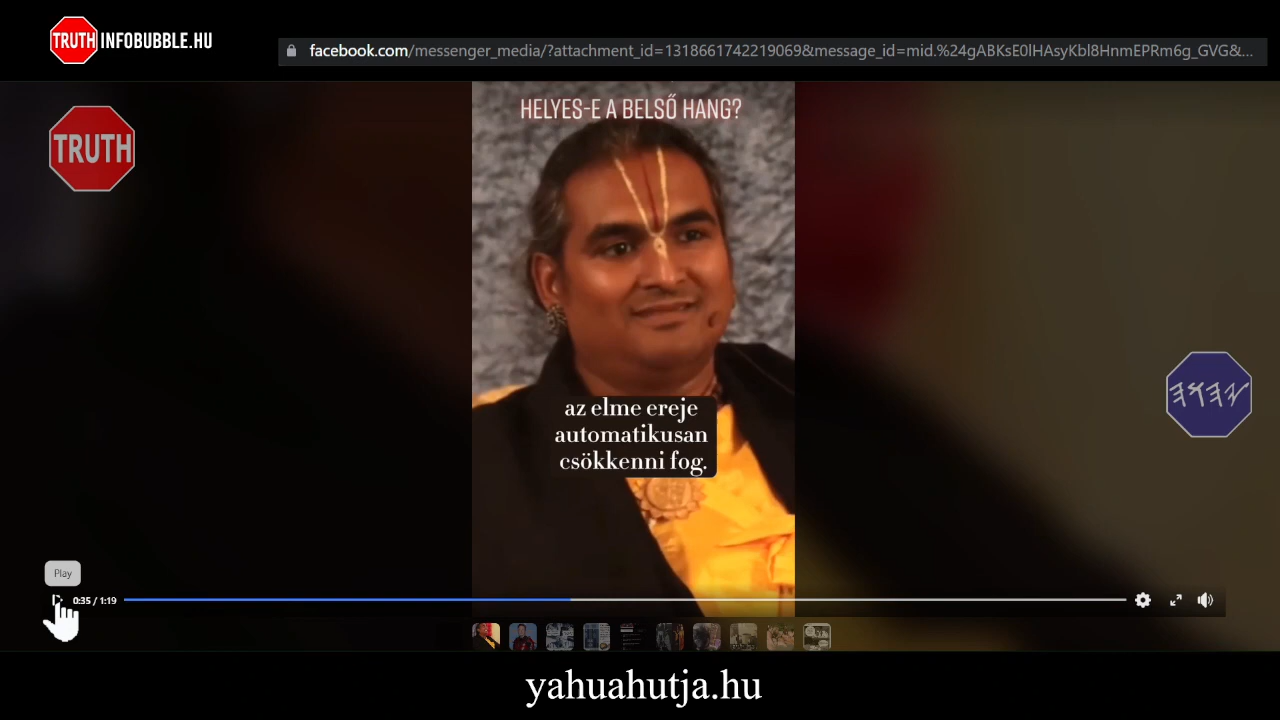 TRUTH INFOBUBBLE.HU
facebook.com/messenger_media/?attachment_id=1318661742219069&message_id=mid.%24gABKsE0lHAsyKbl8HnmEPRm6g_GVG&...
HELYES-E A BELSŐ HANG?
TRUTH
𐤉𐤄𐤅𐤄
az elme ereje
automatikusan
csökkenni fog.
Play
0:35 / 1:19
yahuahutja.hu